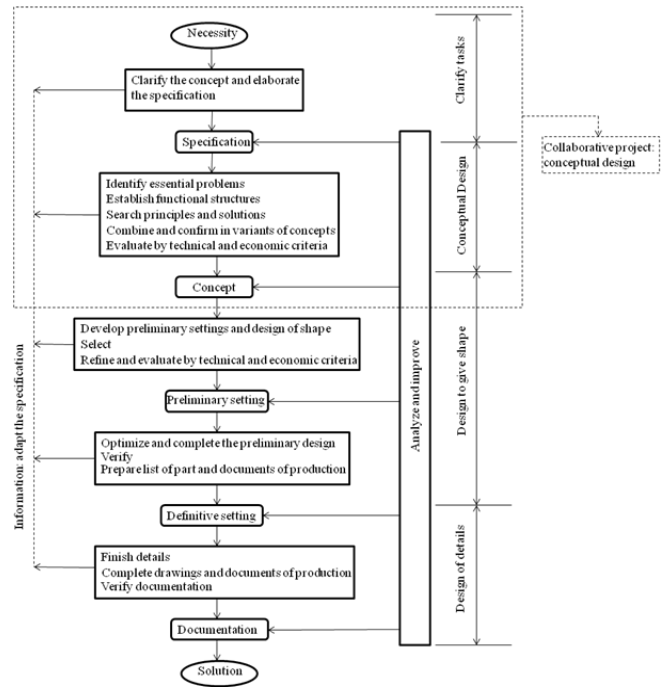 Necessity
Clarify the concept and elaborate
the specification
Specification
Identify essential problems
Establish functional structures
Search principles and solutions
Combine and confirm in variants of concepts
Evaluate by technical and economic criteria
Concept
Develop preliminary settings and design of shape
Select
Refine and evaluate by technical and economic criteria
Preliminary setting
Optimize and complete the preliminary design
Verify
Prepare list of part and documents of production
Definitive setting
Finish details
Complete drawings and documents of production
Verify documentation
Documentation
Solution
Information: adapt the specification
Analyze and improve
Clarify tasks
Conceptual Design
Design to give shape
Design of details
Collaborative project:
conceptual design